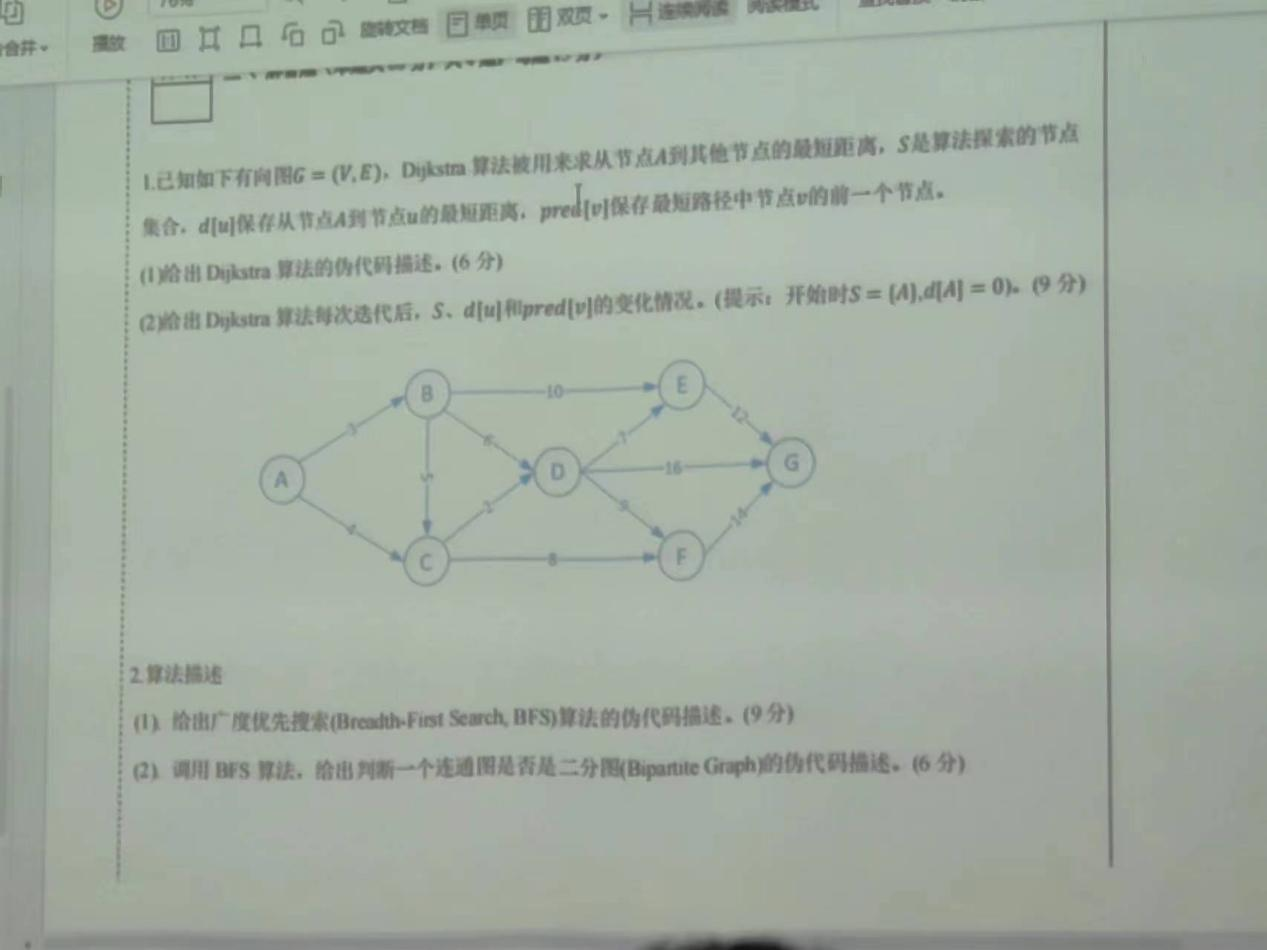 合并
播放
旋转文档
单页
双页
连续阅读
阅读模式
1.已知如下有向图G = (V, E)，Dijkstra 算法被用来求从节点A到其他节点的最短距离，S是算法探索的节点
集合，d[u]保存从节点A到节点u的最短距离，pred[v]保存最短路径中节点v的前一个节点。
(1)给出 Dijkstra 算法的伪代码描述。(6 分)
(2)给出 Dijkstra 算法每次迭代后，S、d[u]和pred[v]的变化情况。(提示：开始时S = {A},d[A] = 0)。(9 分)
B
10
E
12
A
5
D
16
G
4
C
8
F
14
2.算法描述
(1). 给出广度优先搜索(Breadth-First Search, BFS)算法的伪代码描述。(9 分)
(2). 调用 BFS 算法，给出判断一个连通图是否是二分图(Bipartite Graph)的伪代码描述。(6 分)